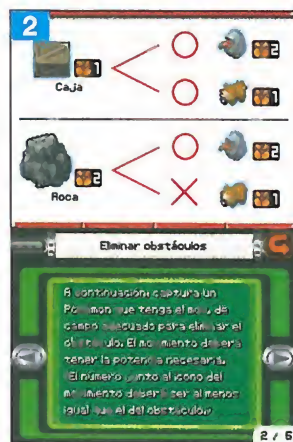 2
1
2
Caja
1
2
2
Roca
1
Eliminar obstáculos
A continuación, captura un
Pokémon que tenga el mov. de
campo adecuado para eliminar el
obstáculo. El movimiento deberá
tener la potencia necesaria.
El número junto al icono del
movimiento deberá ser al menos
igual que el del obstáculo.
2 / 6